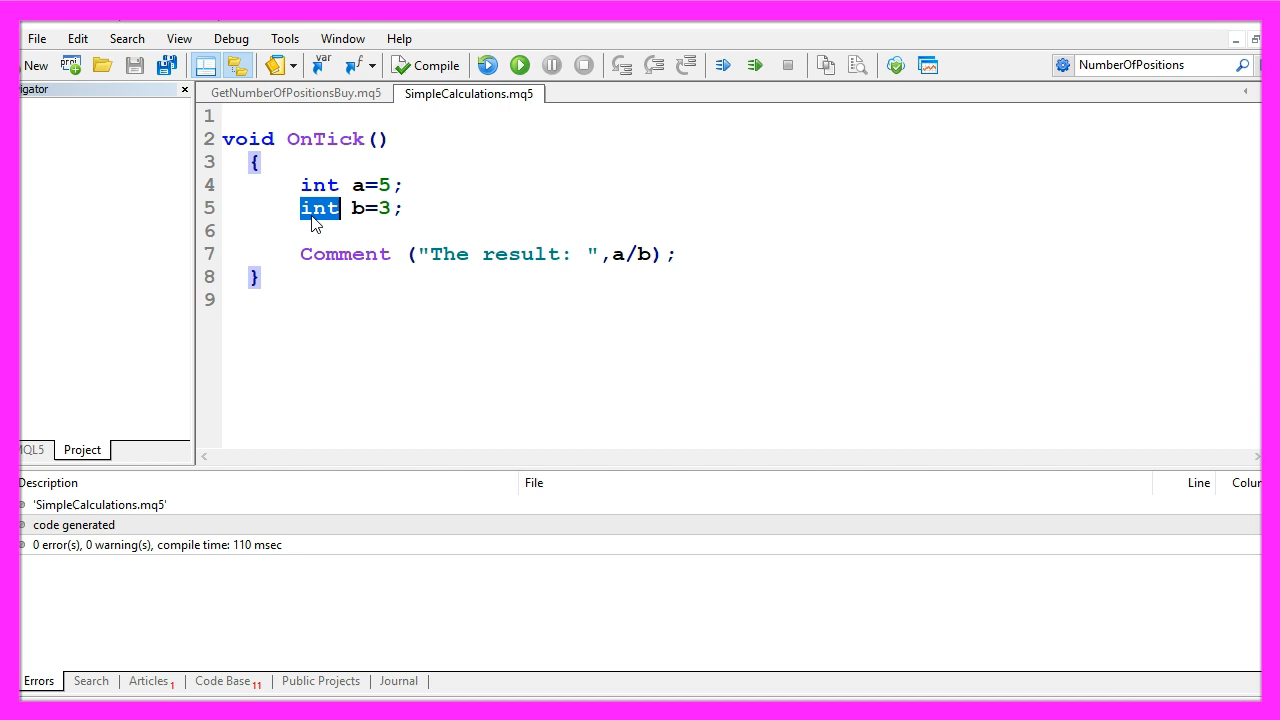 File Edit Search View Debug Tools Window Help
New var Compile NumberOfPositions
igator GetNumberOfPositionsBuy.mq5 SimpleCalculations.mq5
1
2 void OnTick()
3 {
4 int a=5;
5 int b=3;
6
7 Comment ("The result: ",a/b);
8 }
9
MQL5 Project
Description File Line Colur
'SimpleCalculations.mq5'
code generated
0 error(s), 0 warning(s), compile time: 110 msec
Errors Search Articles 1 Code Base 11 Public Projects Journal